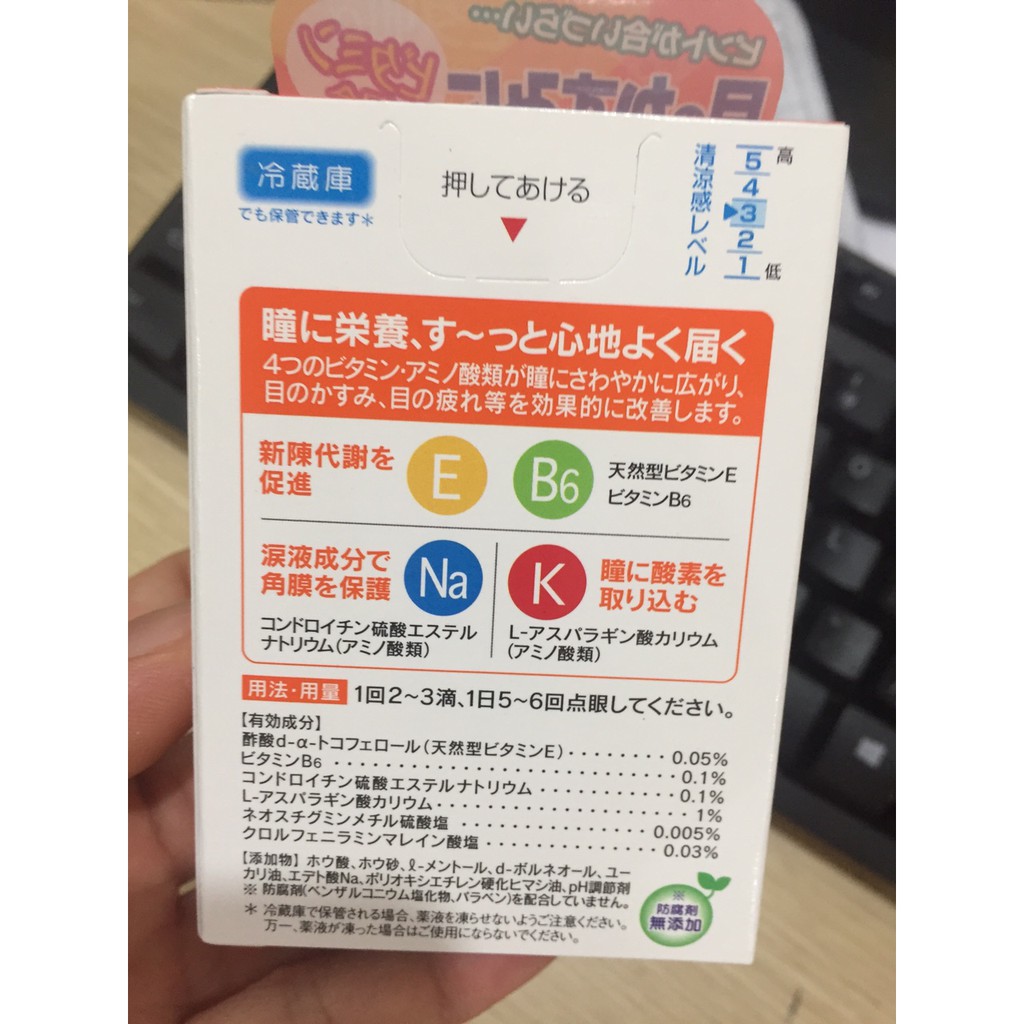 ピントが合いづらい…
ビタミン
冷蔵庫
でも保管できます*
押してあける
清涼感レベル
高
5
4
3
2
1
低
瞳に栄養、す〜っと心地よく届く
4つのビタミン・アミノ酸類が瞳にさわやかに広がり、
目のかすみ、目の疲れ等を効果的に改善します。
新陳代謝を
促進
E
B6
天然型ビタミンE
ビタミンB6
涙液成分で
角膜を保護
Na
コンドロイチン硫酸エステル
ナトリウム(アミノ酸類)
K
瞳に酸素を
取り込む
L-アスパラギン酸カリウム
(アミノ酸類)
用法・用量 1回2〜3滴、1日5〜6回点眼してください。
【有効成分】
酢酸d-α-トコフェロール(天然型ビタミンE)・・・・・・・・0.05%
ビタミンB6・・・・・・・・・・・・・・・・・・・・・・・・・・・・0.1%
コンドロイチン硫酸エステルナトリウム・・・・・・・・・・・・0.1%
L-アスパラギン酸カリウム・・・・・・・・・・・・・・・・・・・・・1%
ネオスチグミンメチル硫酸塩・・・・・・・・・・・・・・・・0.005%
クロルフェニラミンマレイン酸塩・・・・・・・・・・・・・・0.03%
【添加物】ホウ酸、ホウ砂、ℓ-メントール、d-ボルネオール、ユー
カリ油、エデト酸Na、ポリオキシエチレン硬化ヒマシ油、pH調節剤
※防腐剤(ベンザルコニウム塩化物、パラベン)を配合していません。
*冷蔵庫で保管される場合、薬液を凍らせないようご注意ください。
万一、薬液が凍った場合はご使用にならないでください。
※
防腐剤
無添加